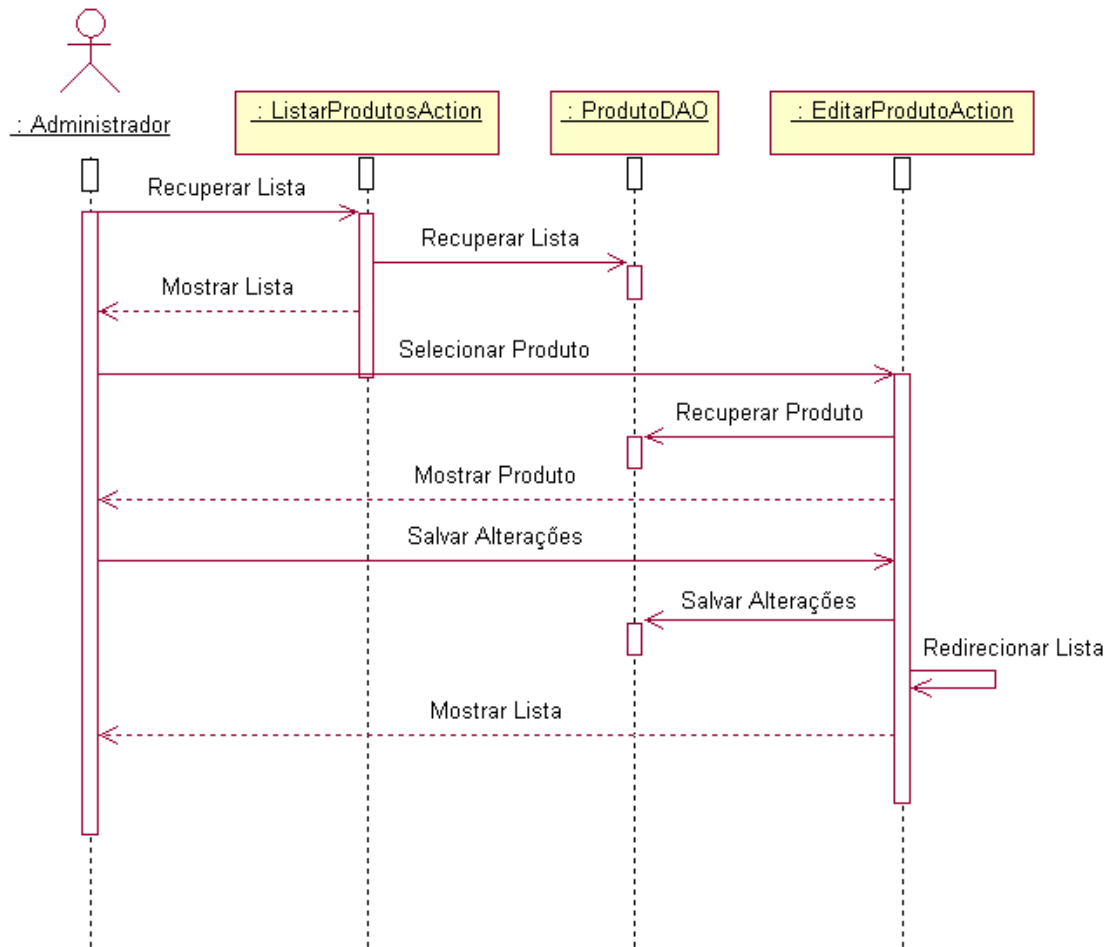 : Administrador
: ListarProdutosAction
: ProdutoDAO
: EditarProdutoAction
Recuperar Lista
Recuperar Lista
Mostrar Lista
Selecionar Produto
Recuperar Produto
Mostrar Produto
Salvar Alterações
Salvar Alterações
Redirecionar Lista
Mostrar Lista